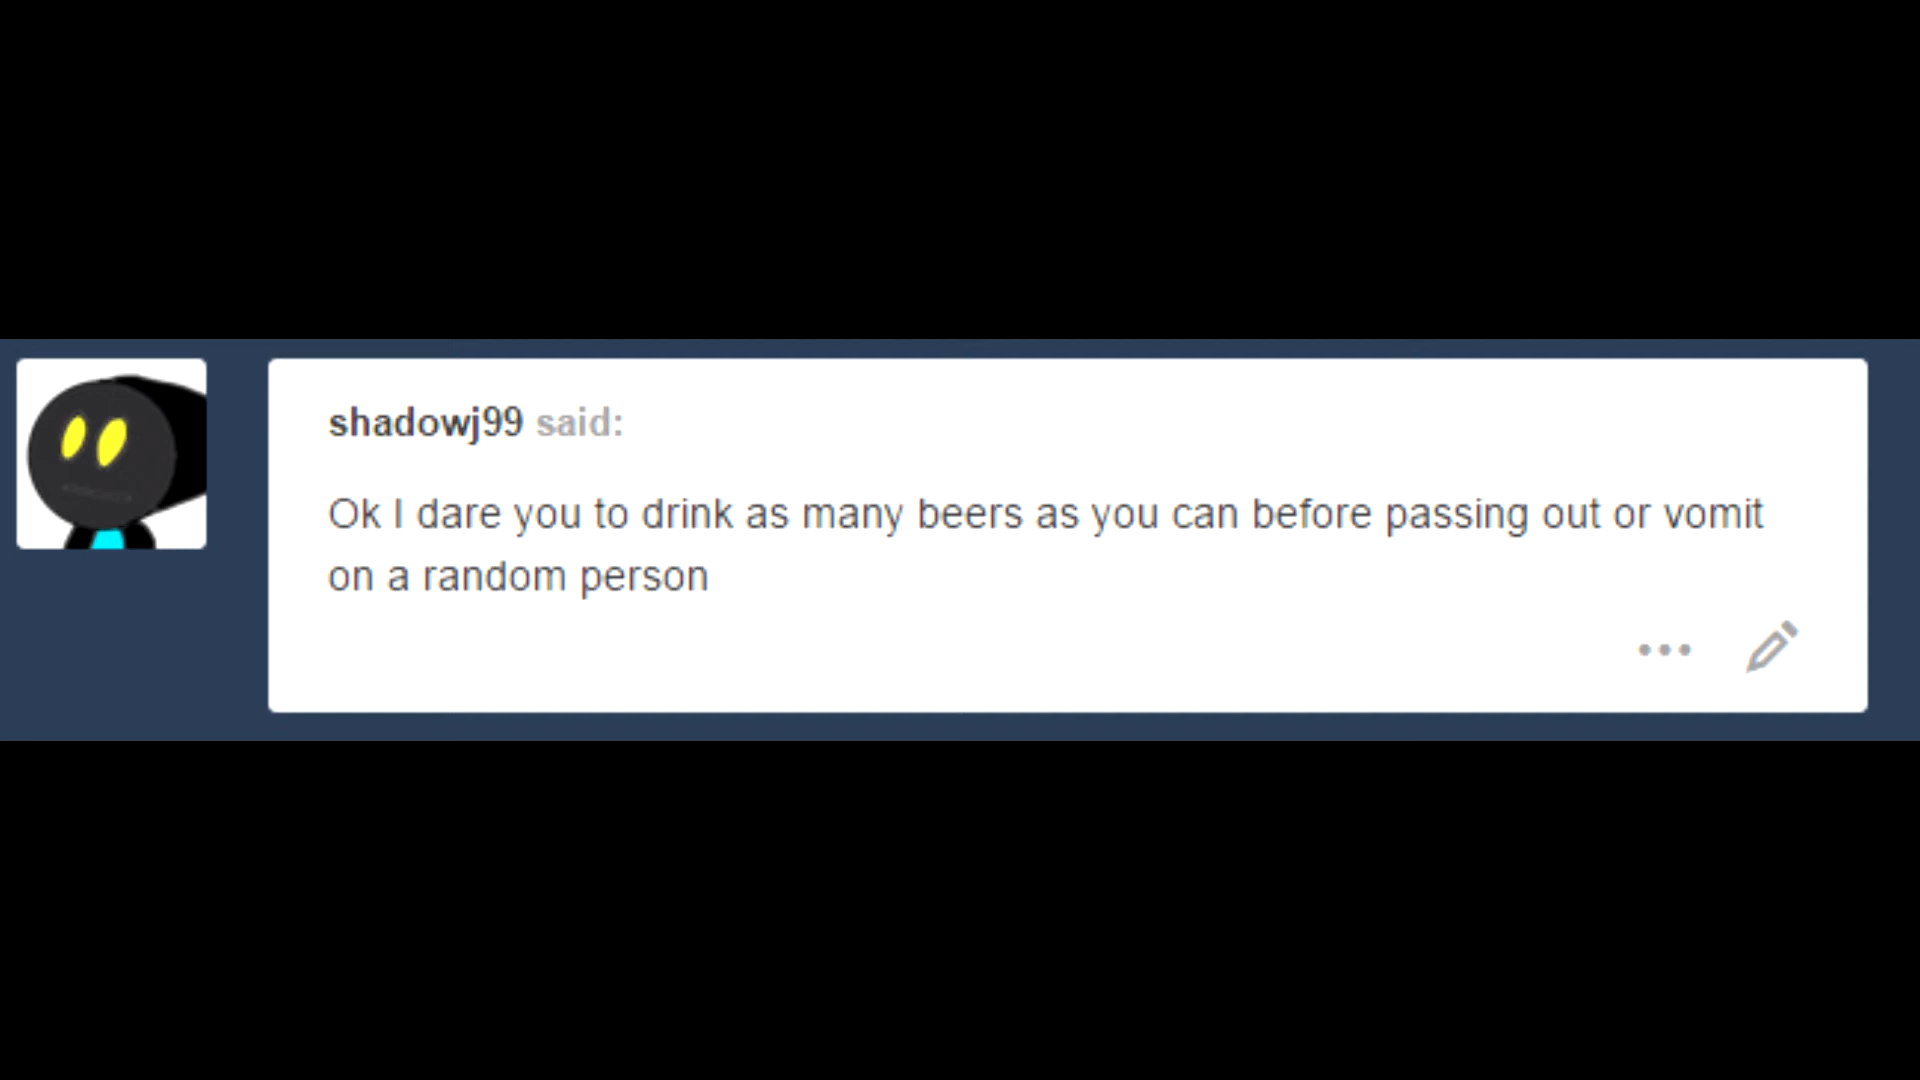 shadowj99 said:
Ok I dare you to drink as many beers as you can before passing out or vomit
on a random person